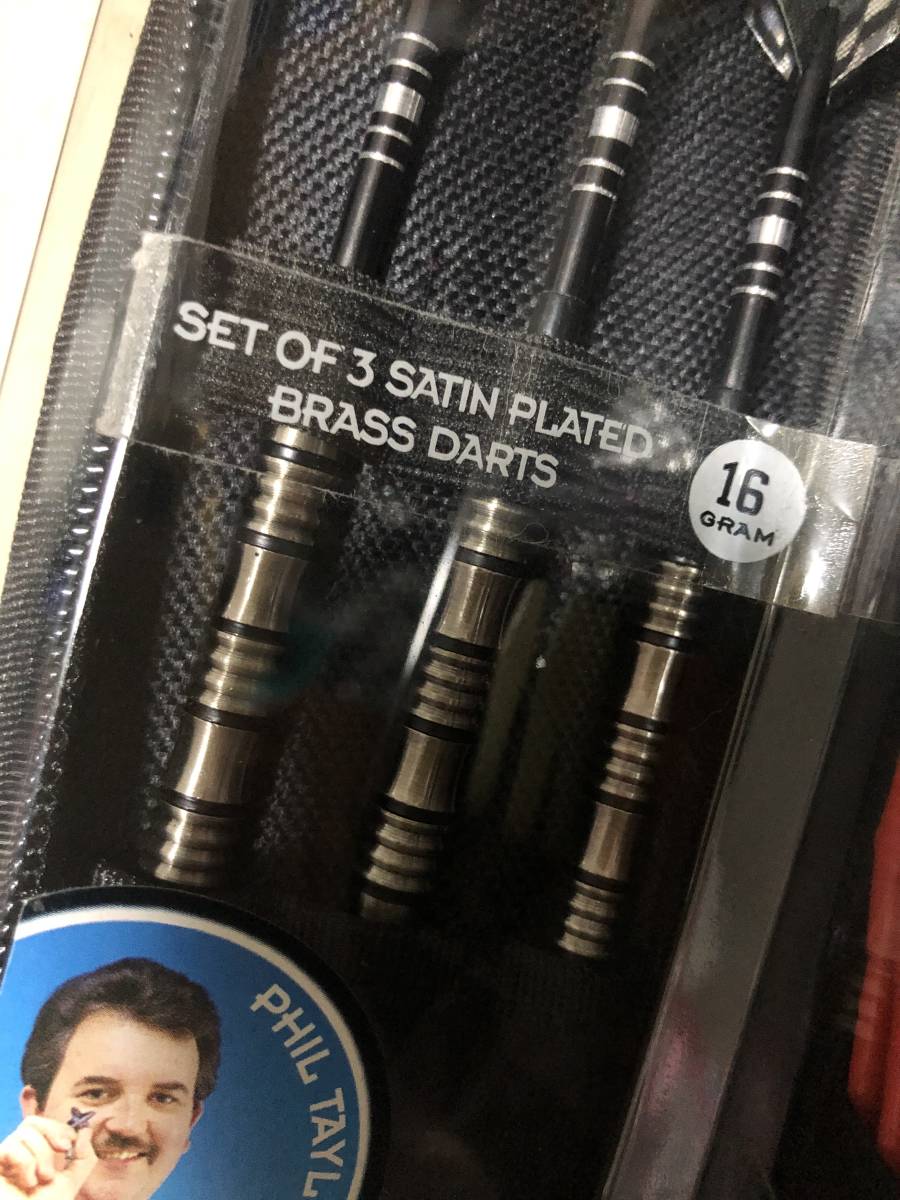 SET OF 3 SATIN PLATED
BRASS DARTS
16
GRAM
PHIL TAYL